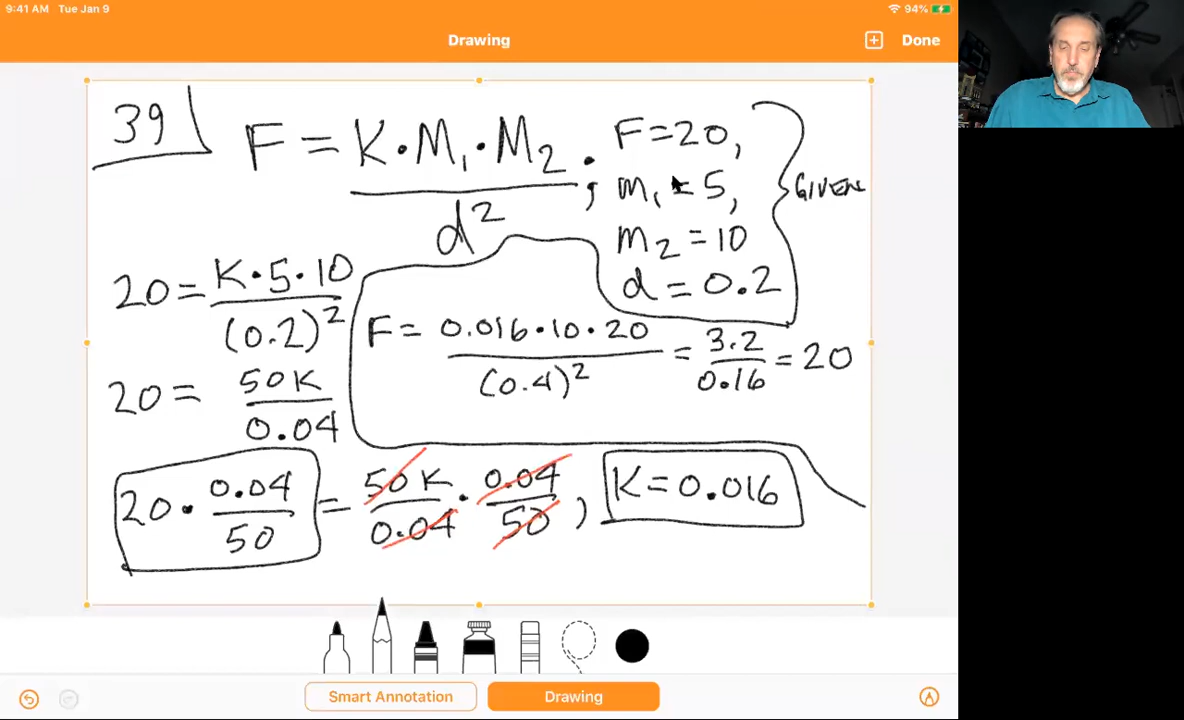 9:41 AM Tue Jan 9
94%
Drawing
Done
39
F = K·M₁·M₂ / d² ;
F = 20,
m₁ = 5,
m₂ = 10
d = 0.2
GIVEN
20 = K·5·10 / (0.2)²
20 = 50K / 0.04
F = 0.016·10·20 / (0.4)² = 3.2 / 0.16 = 20
20 · 0.04 / 50 = 50K / 0.04 · 0.04 / 50 , K = 0.016
Smart Annotation
Drawing